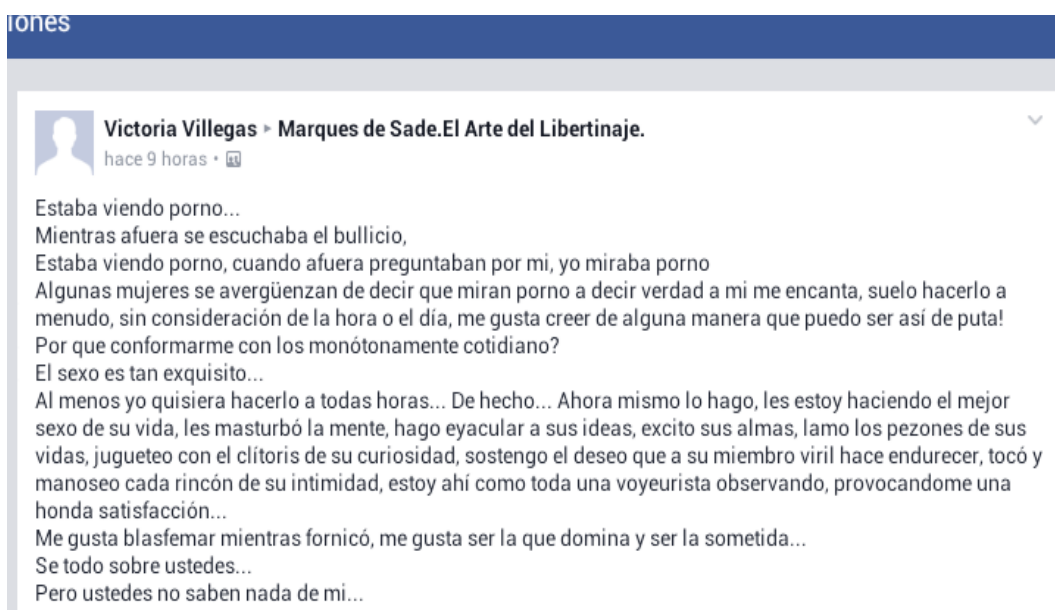 iones
Victoria Villegas ▸ Marques de Sade.El Arte del Libertinaje.
hace 9 horas •
Estaba viendo porno...
Mientras afuera se escuchaba el bullicio,
Estaba viendo porno, cuando afuera preguntaban por mi, yo miraba porno
Algunas mujeres se avergüenzan de decir que miran porno a decir verdad a mi me encanta, suelo hacerlo a
menudo, sin consideración de la hora o el día, me gusta creer de alguna manera que puedo ser así de puta!
Por que conformarme con los monótonamente cotidiano?
El sexo es tan exquisito...
Al menos yo quisiera hacerlo a todas horas... De hecho... Ahora mismo lo hago, les estoy haciendo el mejor
sexo de su vida, les masturbó la mente, hago eyacular a sus ideas, excito sus almas, lamo los pezones de sus
vidas, jugueteo con el clítoris de su curiosidad, sostengo el deseo que a su miembro viril hace endurecer, tocó y
manoseo cada rincón de su intimidad, estoy ahí como toda una voyeurista observando, provocandome una
honda satisfacción...
Me gusta blasfemar mientras fornicó, me gusta ser la que domina y ser la sometida...
Se todo sobre ustedes...
Pero ustedes no saben nada de mi...